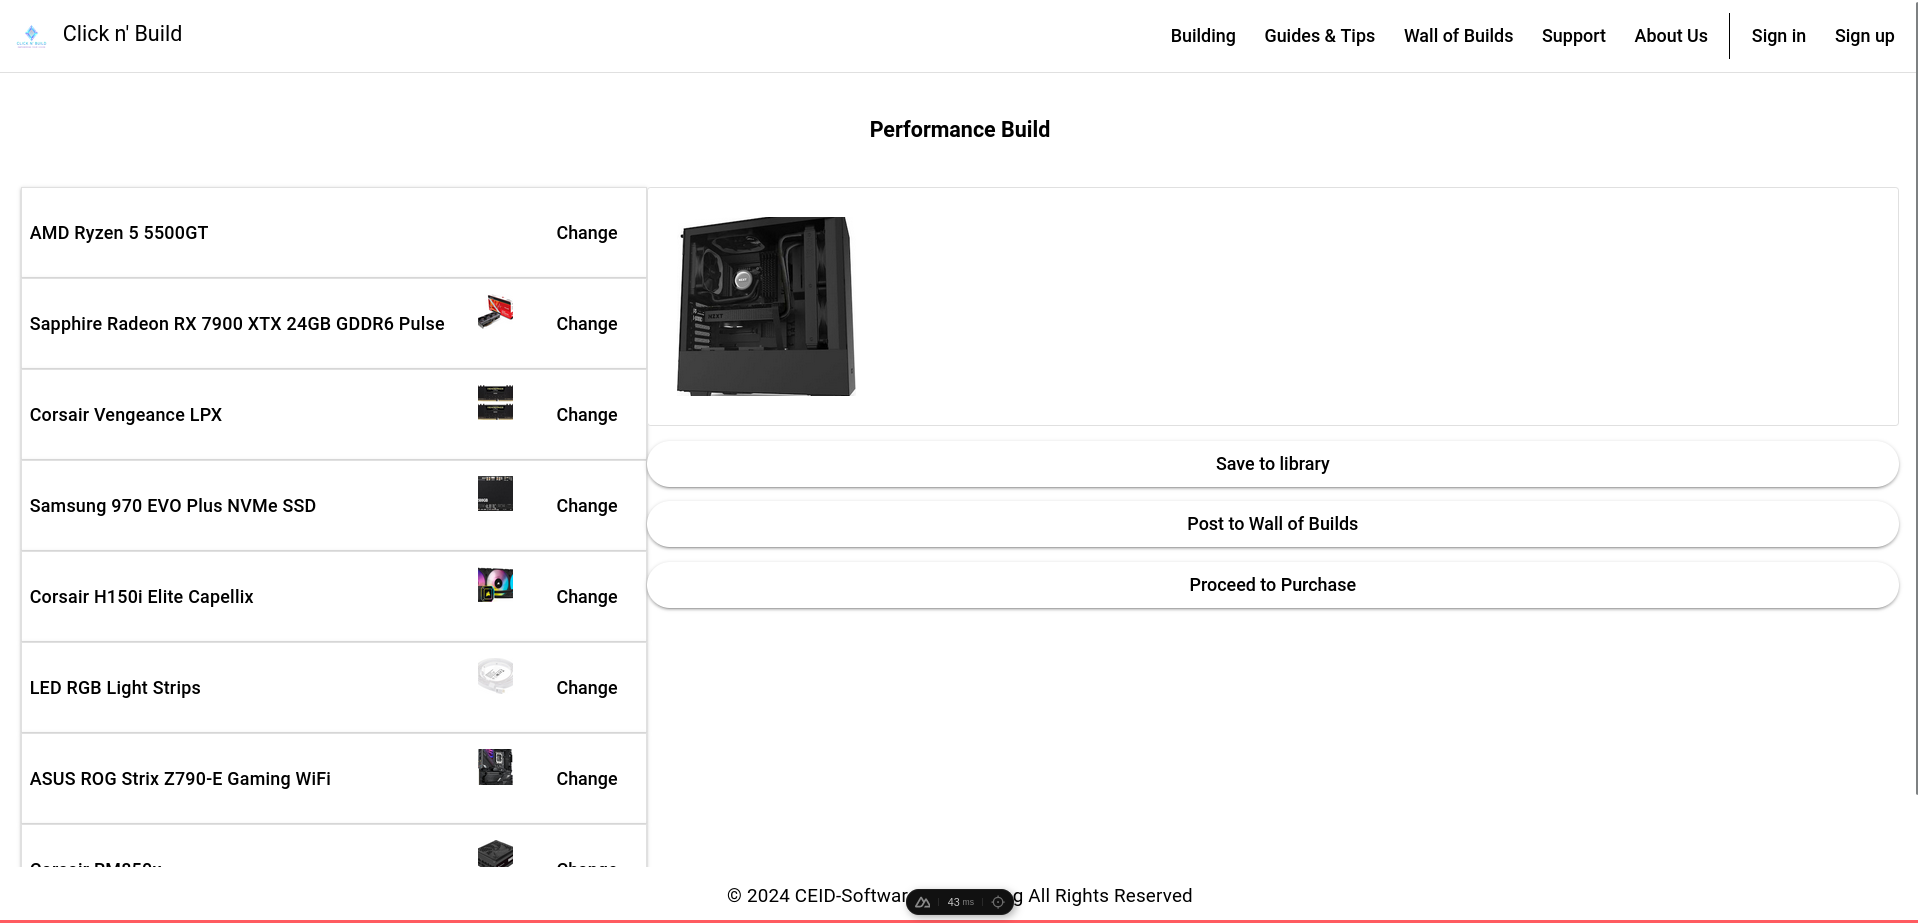 Click n' Build
Building
Guides & Tips
Wall of Builds
Support
About Us
Sign in
Sign up
Performance Build
AMD Ryzen 5 5500GT
Change
Sapphire Radeon RX 7900 XTX 24GB GDDR6 Pulse
Change
Corsair Vengeance LPX
Change
Samsung 970 EVO Plus NVMe SSD
Change
Corsair H150i Elite Capellix
Change
LED RGB Light Strips
Change
ASUS ROG Strix Z790-E Gaming WiFi
Change
Corsair
Change
NZXT
Save to library
Post to Wall of Builds
Proceed to Purchase
© 2024 CEID-Softwar
g All Rights Reserved
43 ms